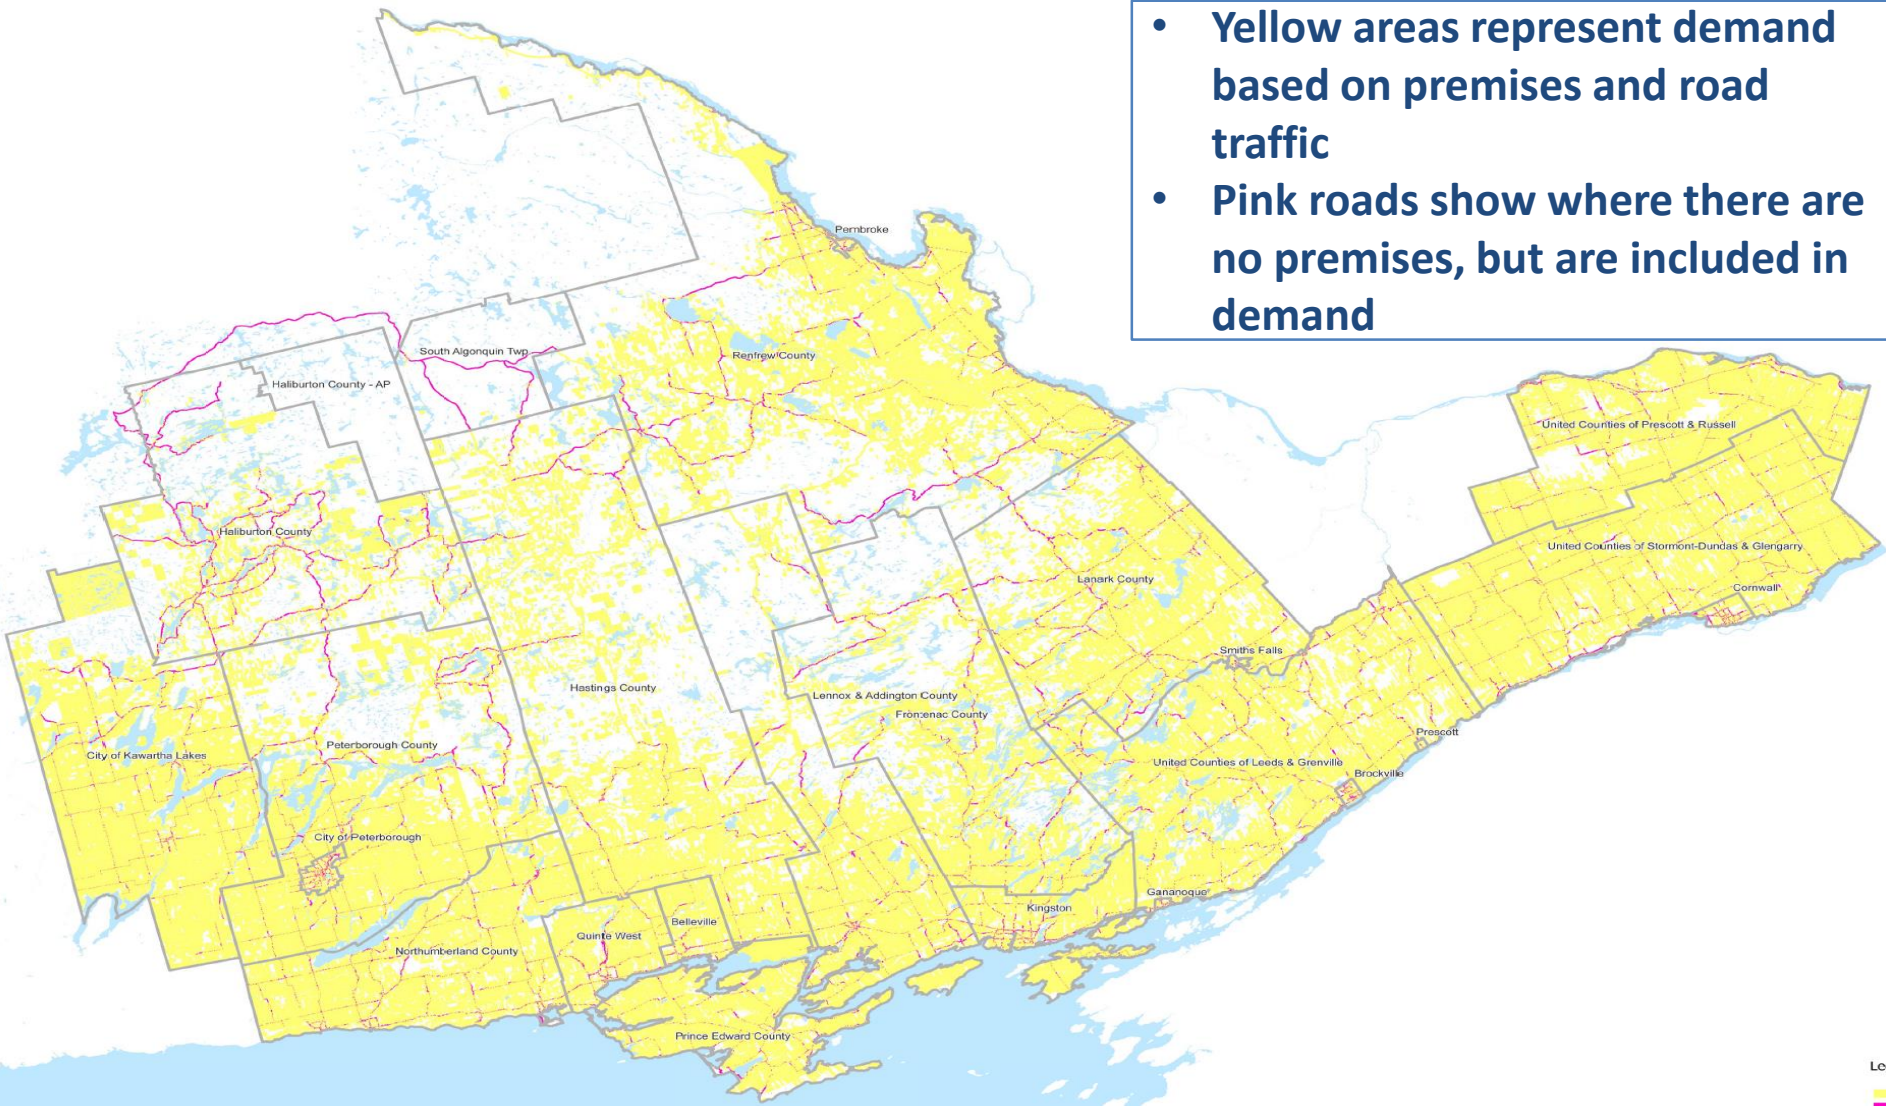 • Yellow areas represent demand
based on premises and road
traffic
• Pink roads show where there are
no premises, but are included in
demand
Pembroke
South Algonquin Twp
Renfrew County
Haliburton County - AP
United Counties of Prescott & Russell
Haliburton County
United Counties of Stormont-Dundas & Glengarry
Lanark County
Cornwall
Smiths Falls
Hastings County
Lennox & Addington County
Frontenac County
Prescott
Peterborough County
City of Kawartha Lakes
United Counties of Leeds & Grenville
Brockville
City of Peterborough
Gananoque
Kingston
Belleville
Quinte West
Northumberland County
Prince Edward County
Le